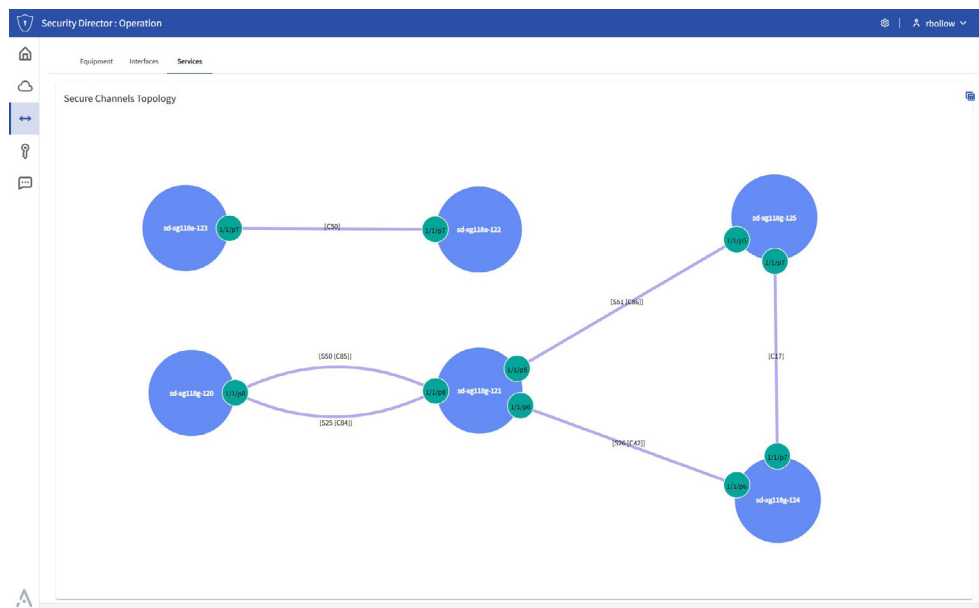 Security Director : Operation
rbollow
Equipment Interfaces Services
Secure Channels Topology
sd-xg118a-123
1/1/p7
[C50]
1/1/p7
sd-xg118a-122
sd-xg118g-125
1/1/p5
1/1/p7
[S51 [C86]]
[S50 [C85]]
[C17]
sd-xg118g-120
1/1/p8
1/1/p8
sd-xg118g-121
1/1/p5
1/1/p6
[S25 [C84]]
[S26 [C42]]
1/1/p7
1/1/p6
sd-xg118g-124